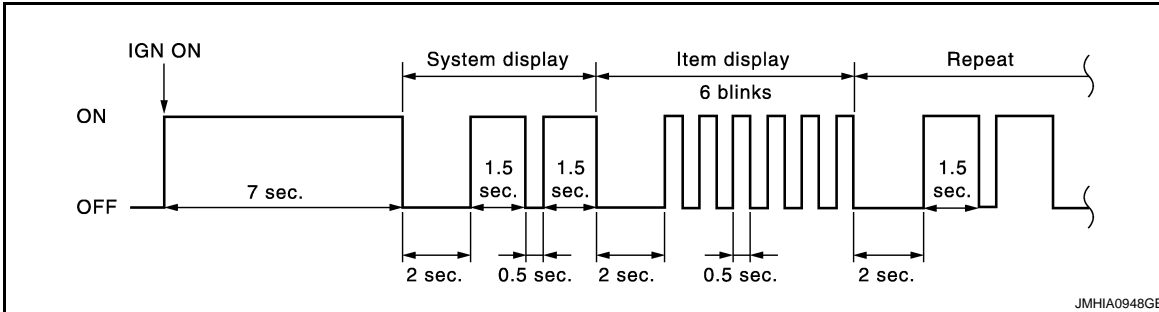 IGN ON
System display
Item display
Repeat
6 blinks
ON
1.5 sec.
1.5 sec.
1.5 sec.
7 sec.
OFF
2 sec.
0.5 sec.
2 sec.
0.5 sec.
2 sec.
JMHIA0948GB